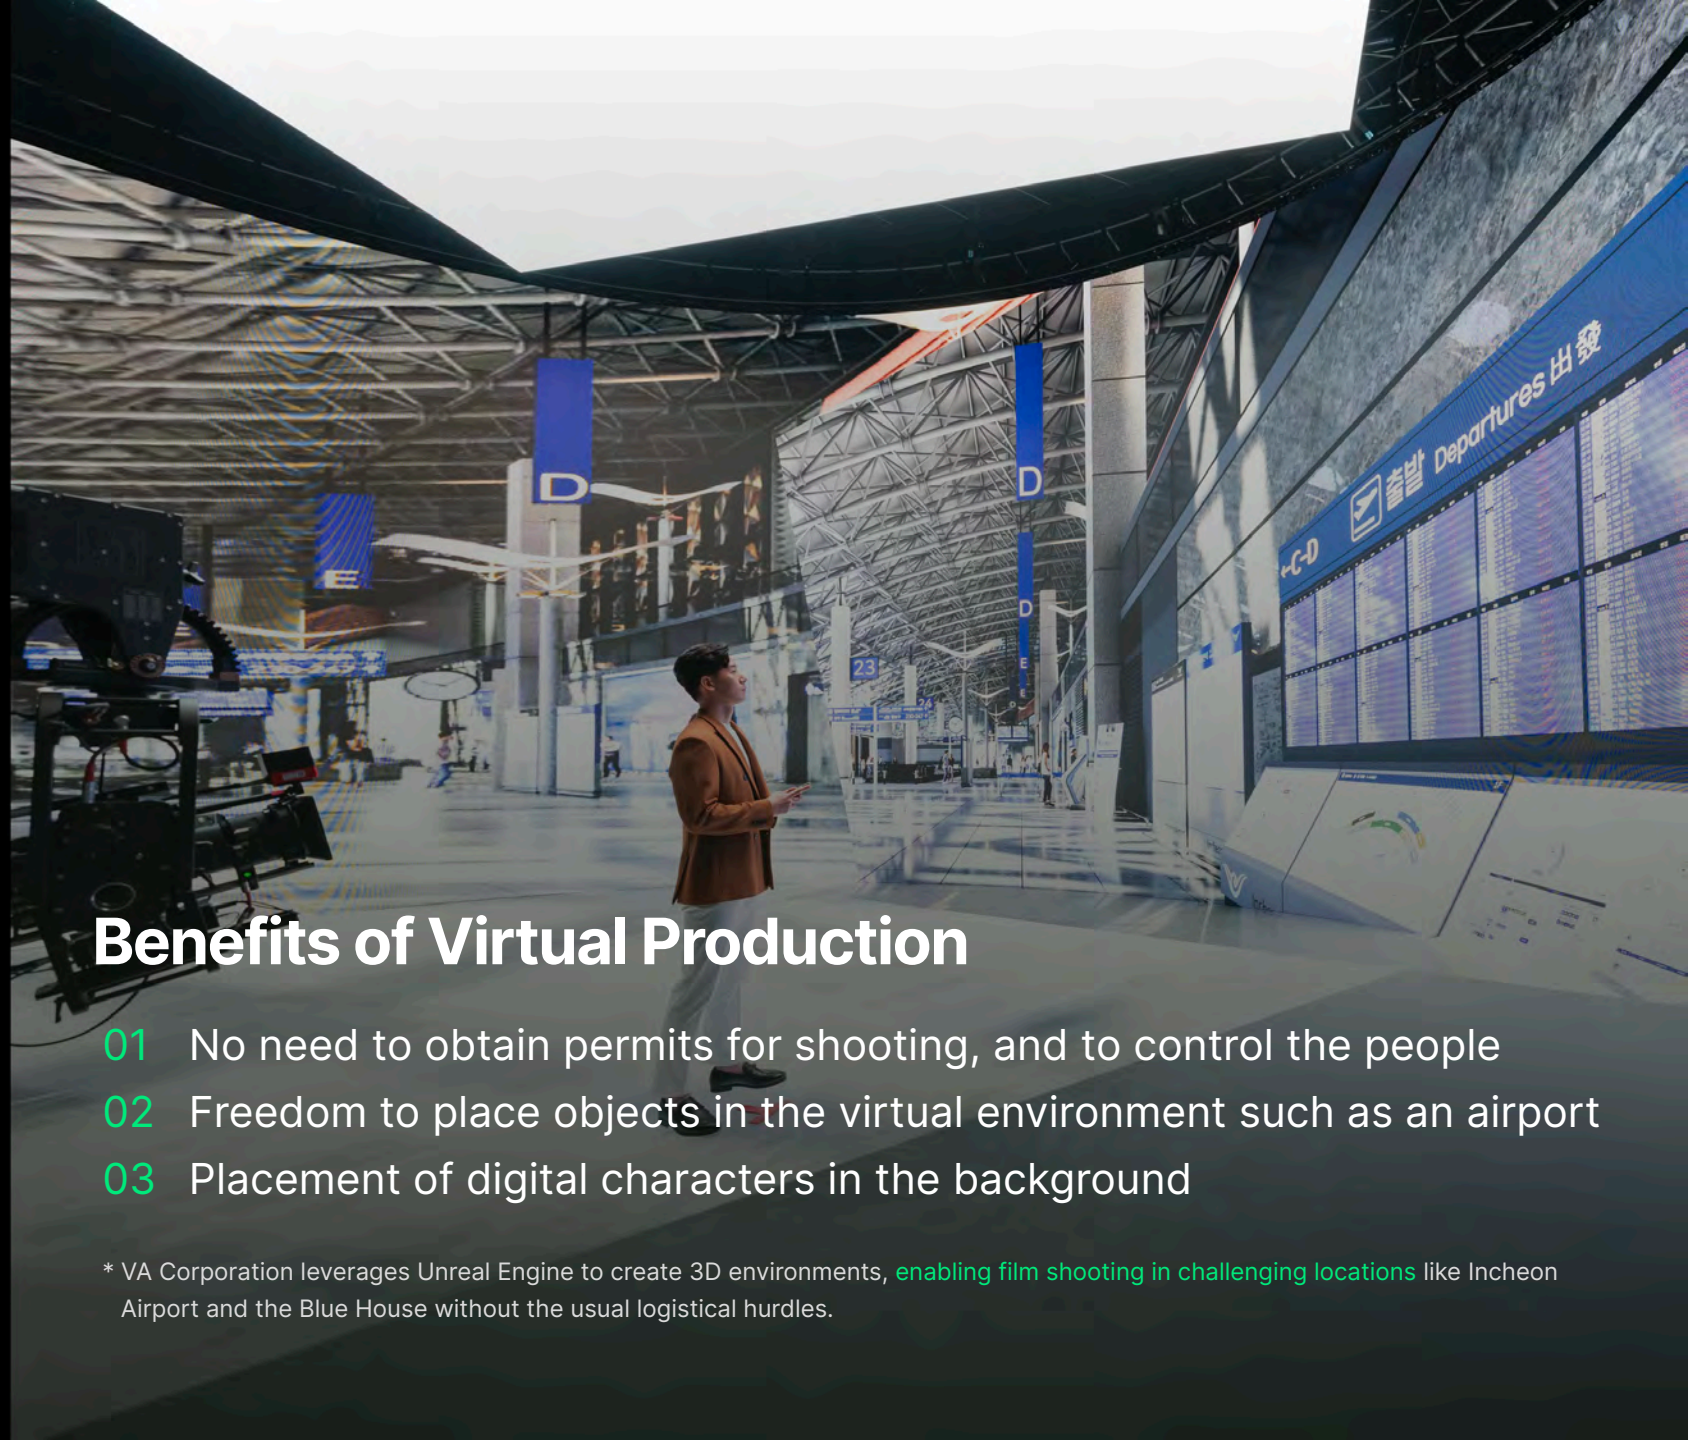 ←C-D 출발 Departures 出發
D
D
E
D
E
E
23
24
Benefits of Virtual Production
01 No need to obtain permits for shooting, and to control the people
02 Freedom to place objects in the virtual environment such as an airport
03 Placement of digital characters in the background
* VA Corporation leverages Unreal Engine to create 3D environments, enabling film shooting in challenging locations like Incheon
Airport and the Blue House without the usual logistical hurdles.